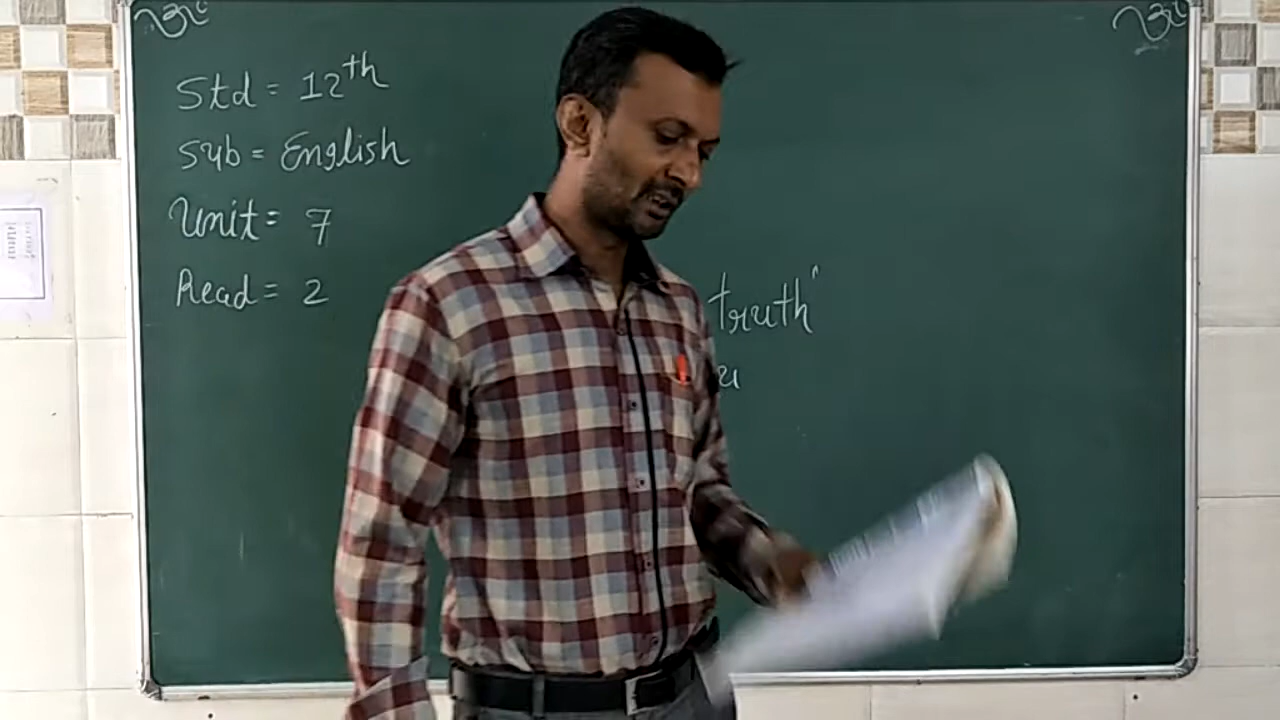 Std = 12th
Sub = English
Unit = 7
Read = 2
truth"